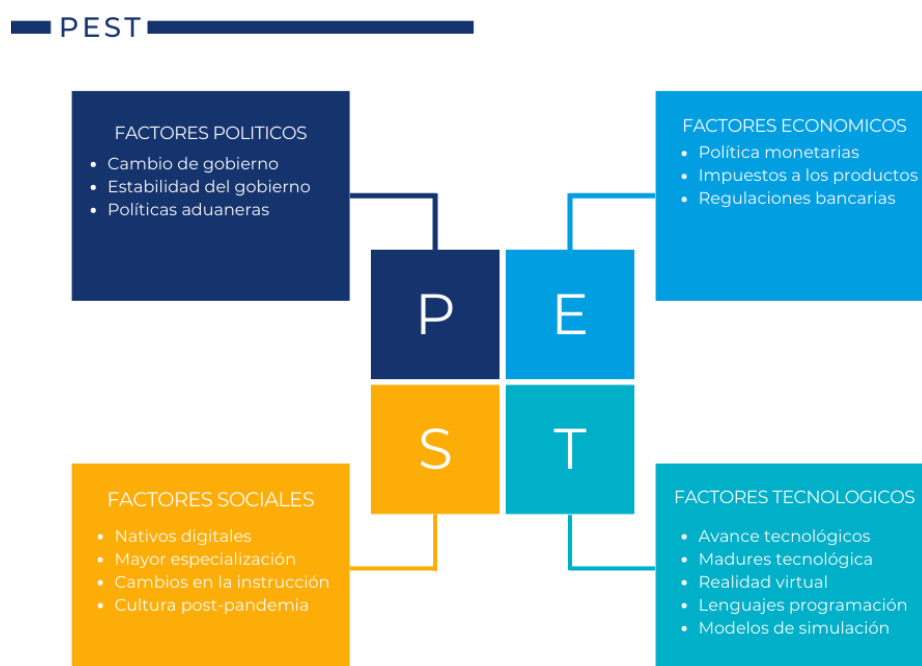 PEST
FACTORES POLITICOS
• Cambio de gobierno
• Estabilidad del gobierno
• Políticas aduaneras
FACTORES ECONOMICOS
• Política monetarias
• Impuestos a los productos
• Regulaciones bancarias
P
E
S
T
FACTORES SOCIALES
• Nativos digitales
• Mayor especialización
• Cambios en la instrucción
• Cultura post-pandemia
FACTORES TECNOLOGICOS
• Avance tecnológicos
• Madures tecnológica
• Realidad virtual
• Lenguajes programación
• Modelos de simulación